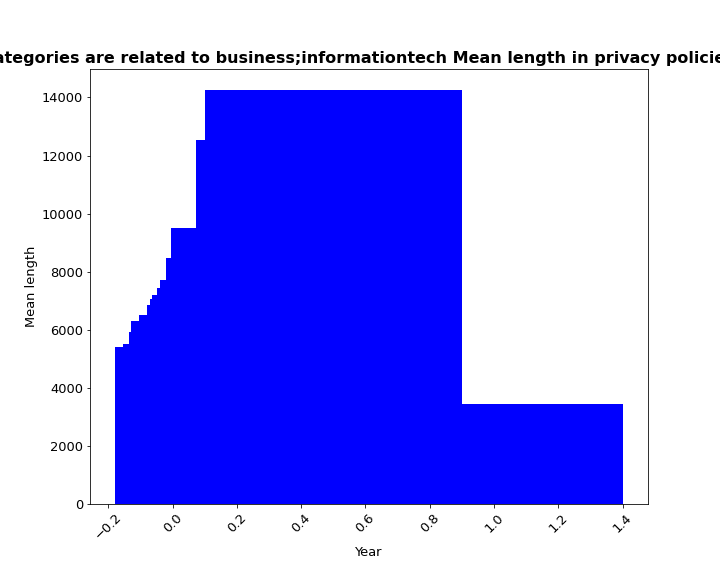 ategories are related to business;informationtech Mean length in privacy policie
14000
12000
10000
8000
6000
4000
2000
0
Mean length
−0.2 0.0 0.2 0.4 0.6 0.8 1.0 1.2 1.4
Year